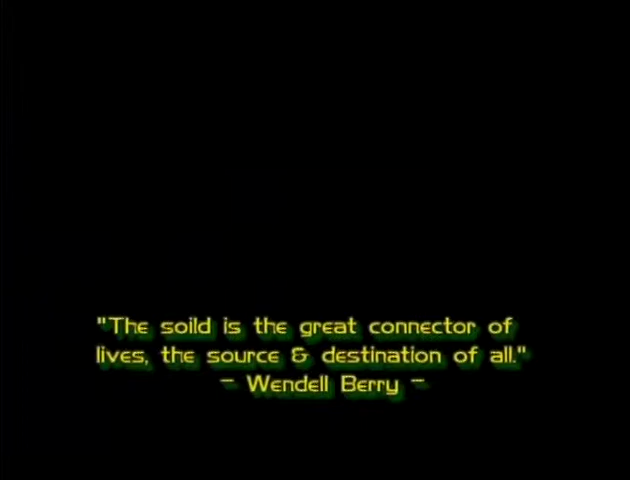 "The soild is the great connector of
lives, the source & destination of all."
- Wendell Berry -